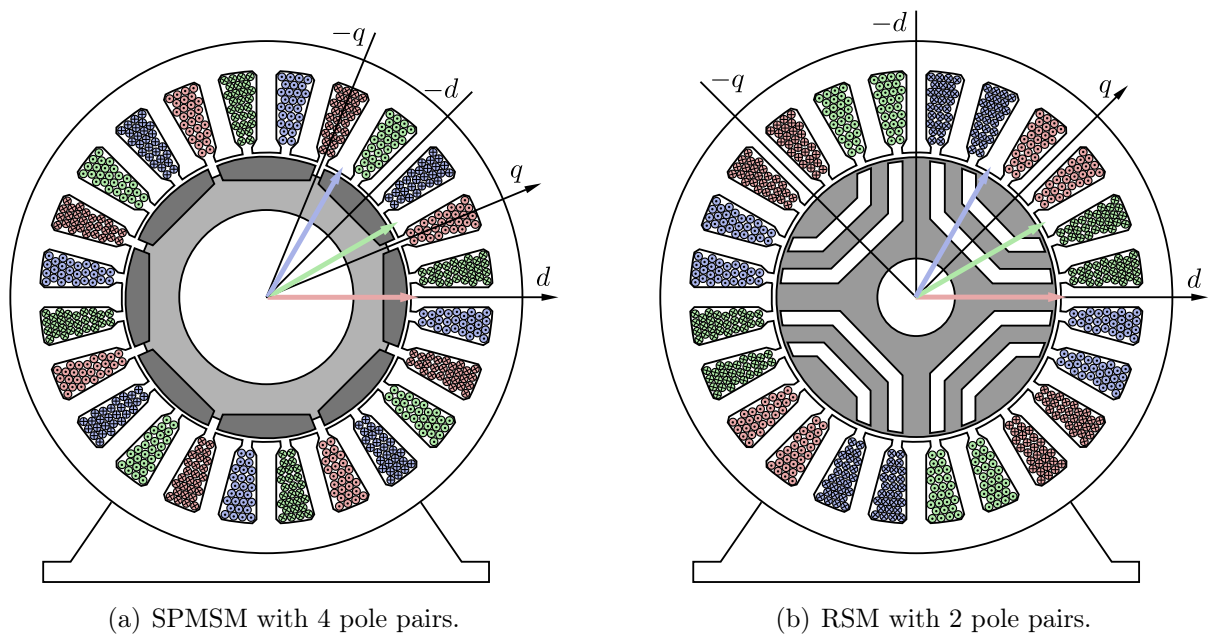 −q
−d
q
d
−d
−q
q
d
(a) SPMSM with 4 pole pairs.
(b) RSM with 2 pole pairs.